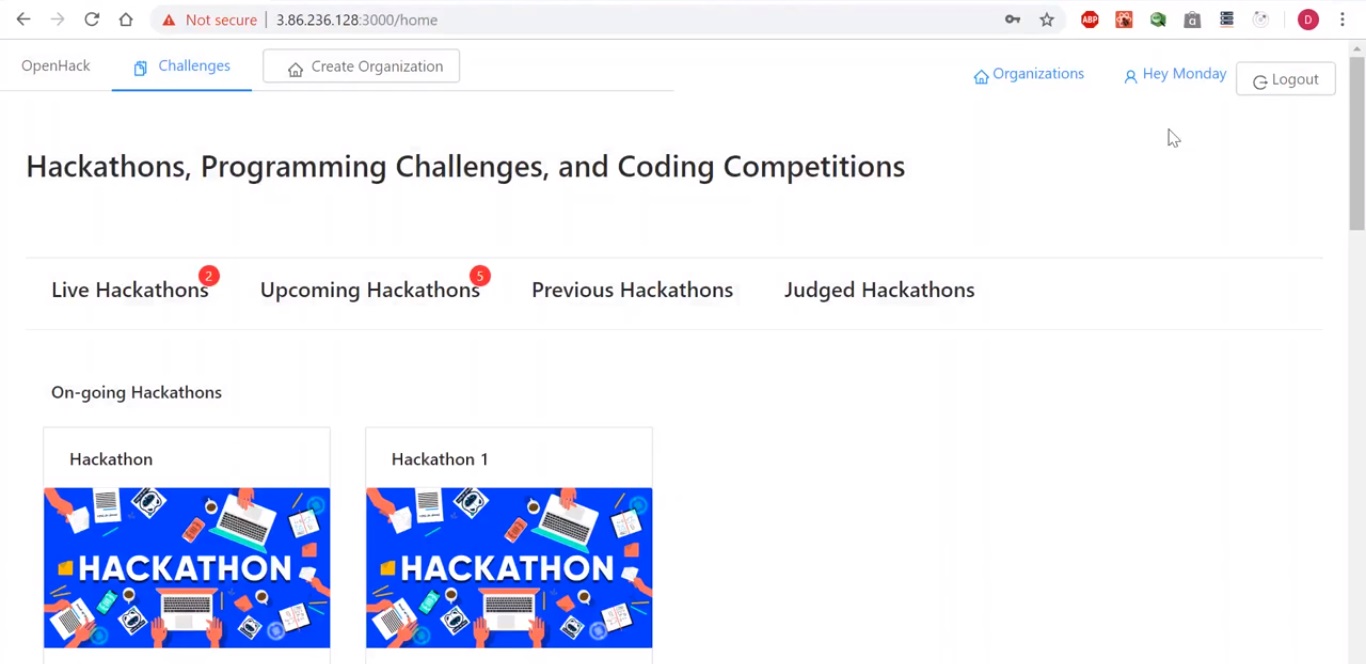 Not secure | 3.86.236.128:3000/home
ABP
D
OpenHack
Challenges
Create Organization
Organizations
Hey Monday
Logout
Hackathons, Programming Challenges, and Coding Competitions
Live Hackathons 2
Upcoming Hackathons 5
Previous Hackathons
Judged Hackathons
On-going Hackathons
Hackathon
Hackathon 1
HACKATHON
HACKATHON